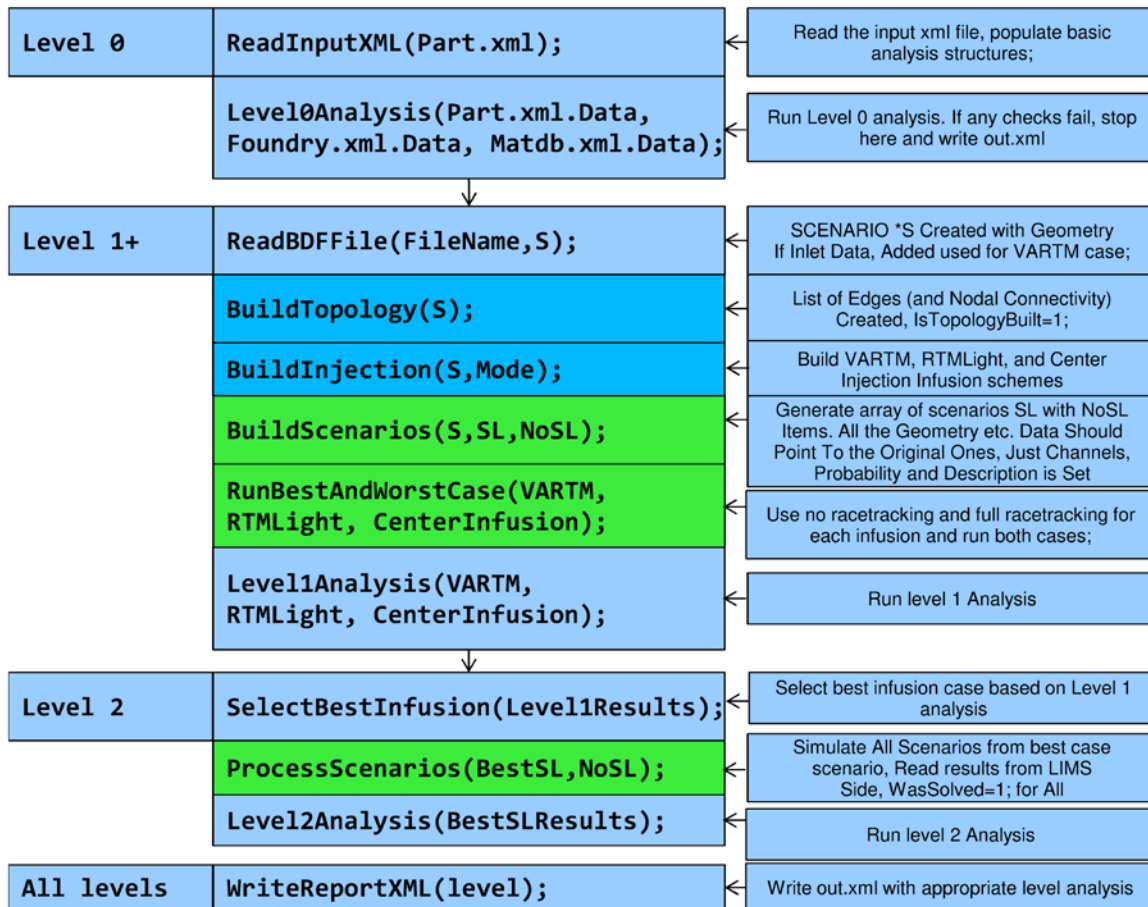 Level 0
ReadInputXML(Part.xml);
Read the input xml file, populate basic
analysis structures;
Level0Analysis(Part.xml.Data,
Foundry.xml.Data, Matdb.xml.Data);
Run Level 0 analysis. If any checks fail, stop
here and write out.xml
Level 1+
ReadBDFFile(FileName,S);
SCENARIO *S Created with Geometry
If Inlet Data, Added used for VARTM case;
BuildTopology(S);
List of Edges (and Nodal Connectivity)
Created, IsTopologyBuilt=1;
BuildInjection(S,Mode);
Build VARTM, RTMLight, and Center
Injection Infusion schemes
BuildScenarios(S,SL,NoSL);
Generate array of scenarios SL with NoSL
Items. All the Geometry etc. Data Should
Point To the Original Ones, Just Channels,
Probability and Description is Set
RunBestAndWorstCase(VARTM,
RTMLight, CenterInfusion);
Use no racetracking and full racetracking for
each infusion and run both cases;
Level1Analysis(VARTM,
RTMLight, CenterInfusion);
Run level 1 Analysis
Level 2
SelectBestInfusion(Level1Results);
Select best infusion case based on Level 1
analysis
ProcessScenarios(BestSL,NoSL);
Simulate All Scenarios from best case
scenario, Read results from LIMS
Side, WasSolved=1; for All
Level2Analysis(BestSLResults);
Run level 2 Analysis
All levels
WriteReportXML(level);
Write out.xml with appropriate level analysis